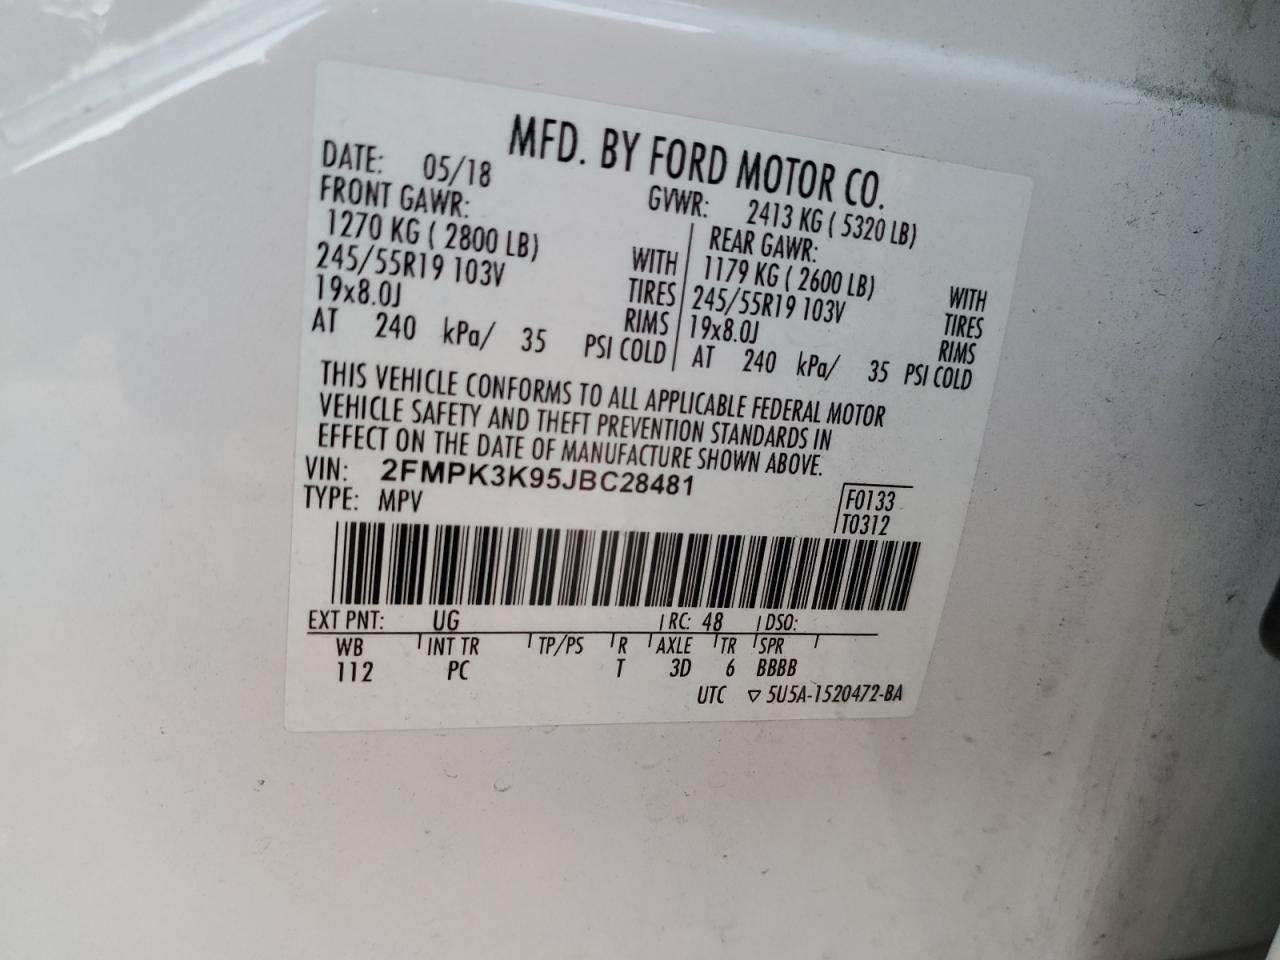 MFD. BY FORD MOTOR CO.
DATE: 05/18 GVWR: 2413 KG ( 5320 LB)
FRONT GAWR: REAR GAWR:
1270 KG ( 2800 LB) WITH 1179 KG ( 2600 LB) WITH
245/55R19 103V TIRES 245/55R19 103V TIRES
19x8.0J RIMS 19x8.0J RIMS
AT 240 kPa/ 35 PSI COLD AT 240 kPa/ 35 PSI COLD
THIS VEHICLE CONFORMS TO ALL APPLICABLE FEDERAL MOTOR
VEHICLE SAFETY AND THEFT PREVENTION STANDARDS IN
EFFECT ON THE DATE OF MANUFACTURE SHOWN ABOVE.
VIN: 2FMPK3K95JBC28481
TYPE: MPV F0133
T0312
EXT PNT: UG RC: 48 DSO:
WB INT TR TP/PS R AXLE TR SPR
112 PC T 3D 6 BBBB
UTC ▽ 5U5A-1520472-BA